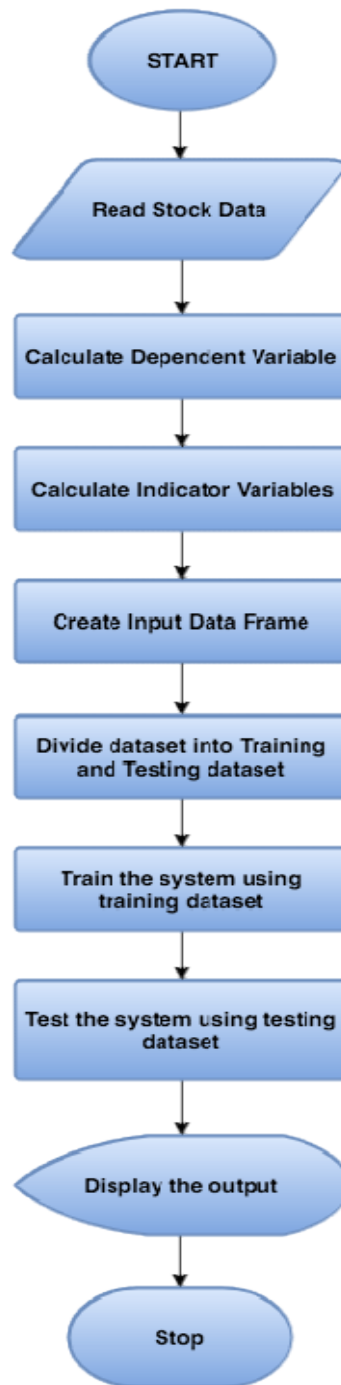 START
Read Stock Data
Calculate Dependent Variable
Calculate Indicator Variables
Create Input Data Frame
Divide dataset into Training
and Testing dataset
Train the system using
training dataset
Test the system using testing
dataset
Display the output
Stop